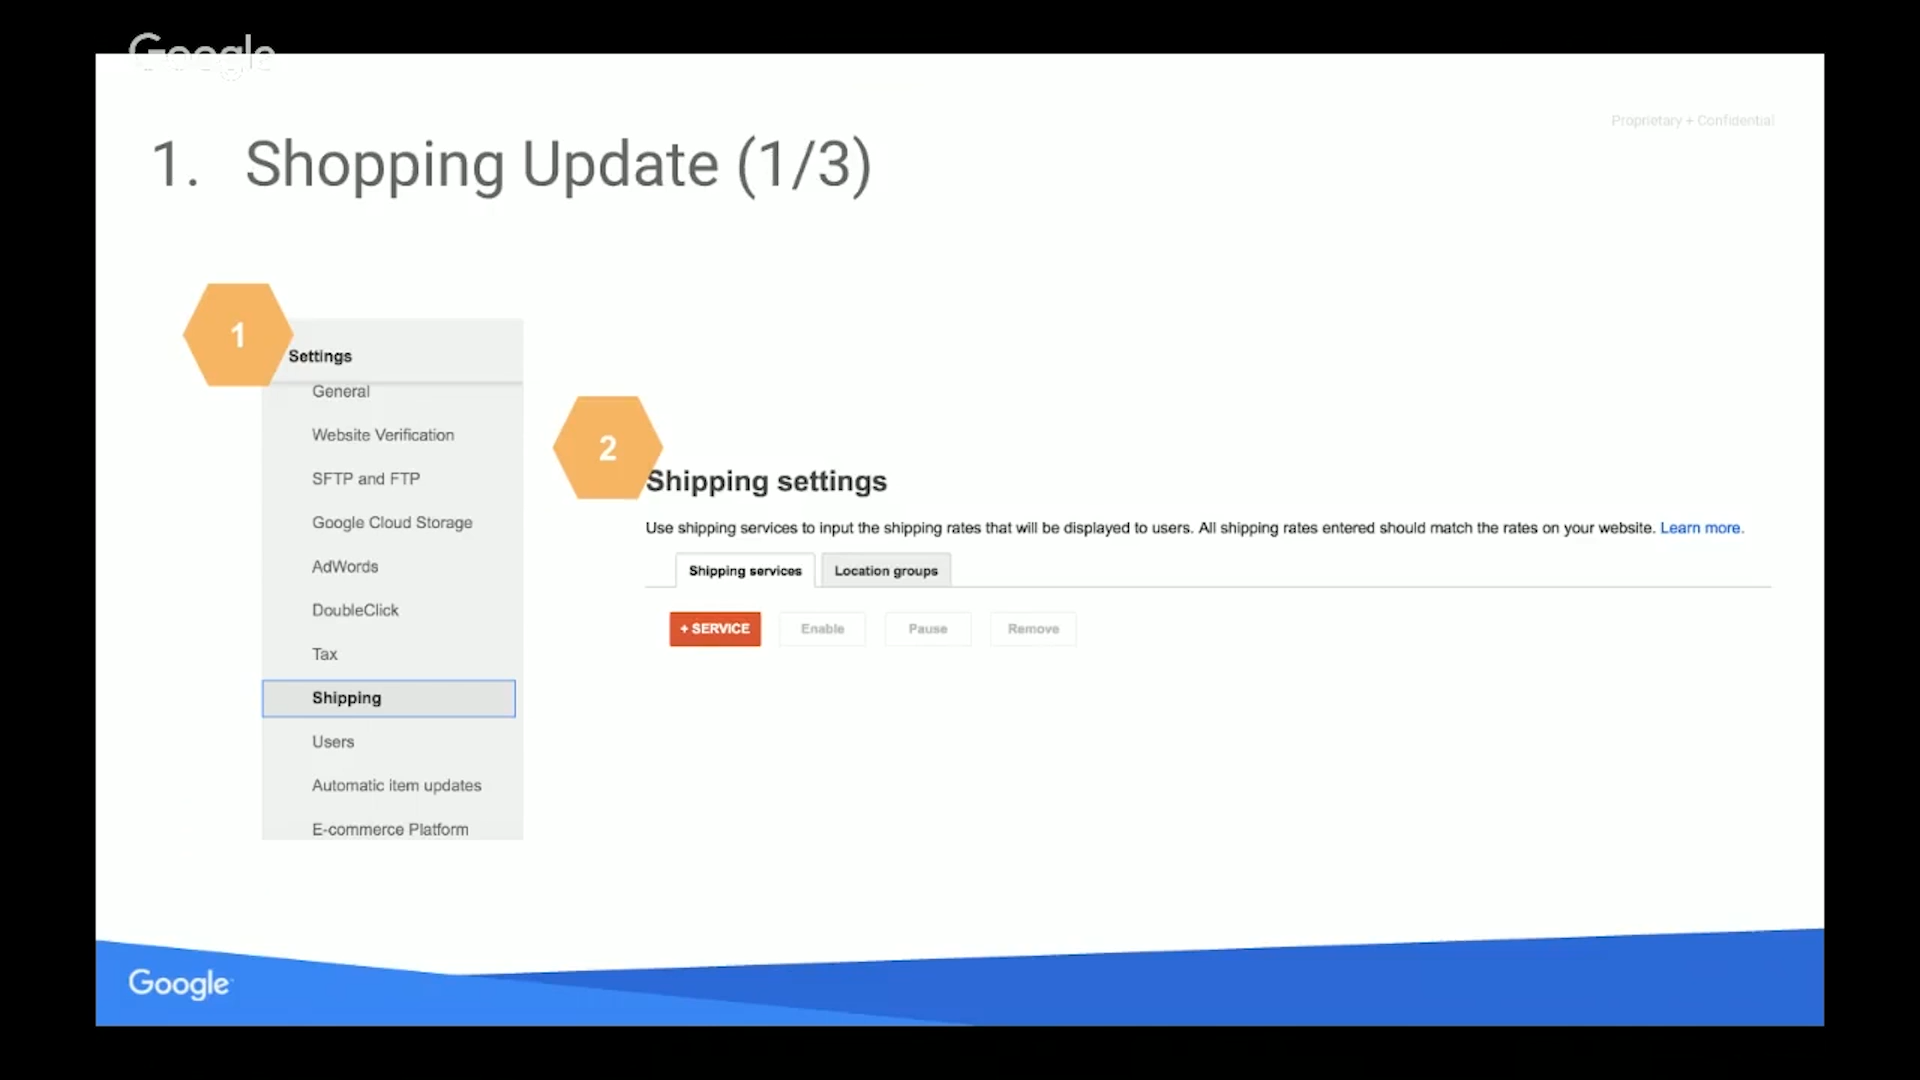 Google
Proprietary + Confidential
1. Shopping Update (1/3)
1
Settings
General
Website Verification
SFTP and FTP
Google Cloud Storage
AdWords
DoubleClick
Tax
Shipping
Users
Automatic item updates
E-commerce Platform
2
Shipping settings
Use shipping services to input the shipping rates that will be displayed to users. All shipping rates entered should match the rates on your website. Learn more.
Shipping services Location groups
+ SERVICE Enable Pause Remove
Google